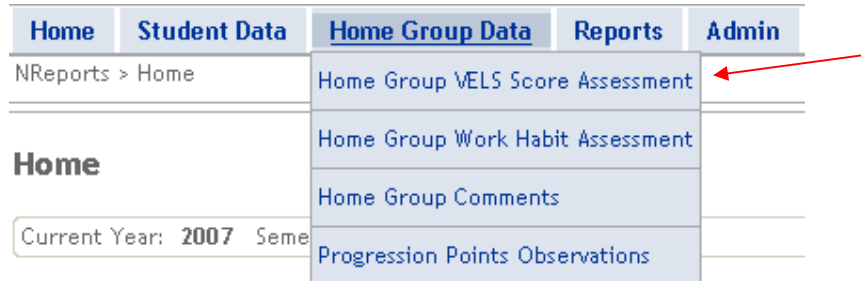 Home Student Data Home Group Data Reports Admin
NReports > Home
Home Group VELS Score Assessment
Home Group Work Habit Assessment
Home
Home Group Comments
Current Year: 2007
Progression Points Observations